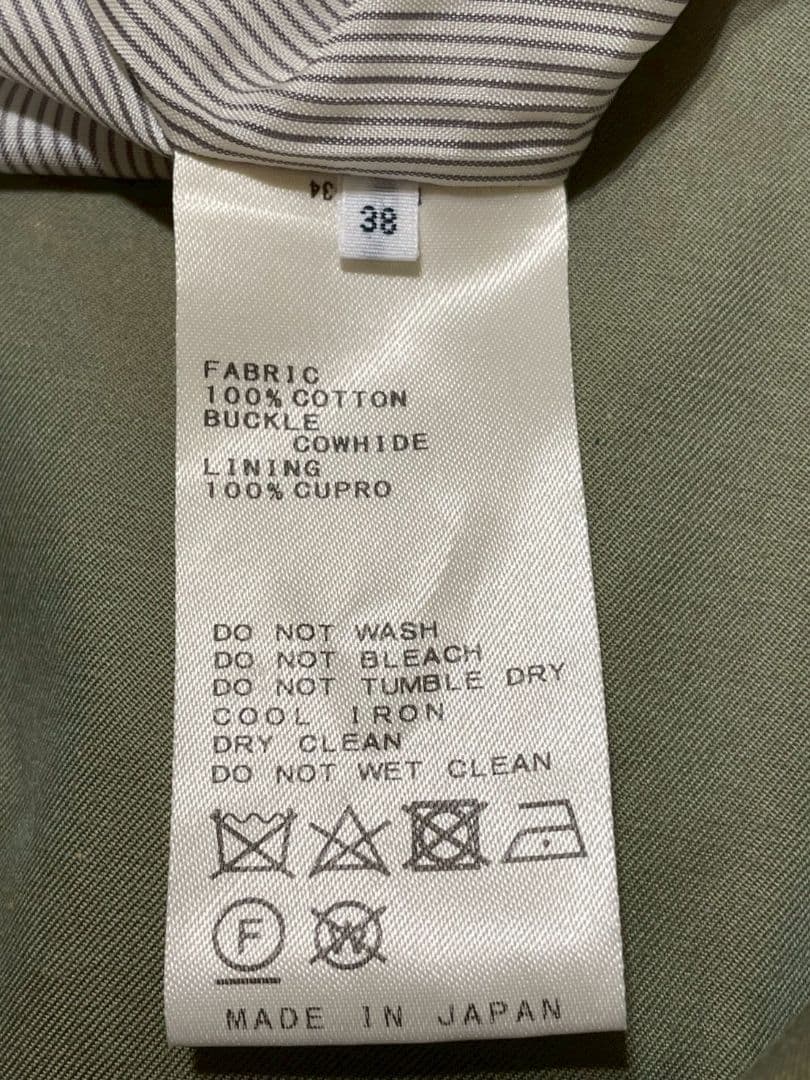 34
38
FABRIC
100% COTTON
BUCKLE
COWHIDE
LINING
100% CUPRO
DO NOT WASH
DO NOT BLEACH
DO NOT TUMBLE DRY
COOL IRON
DRY CLEAN
DO NOT WET CLEAN
F W
MADE IN JAPAN